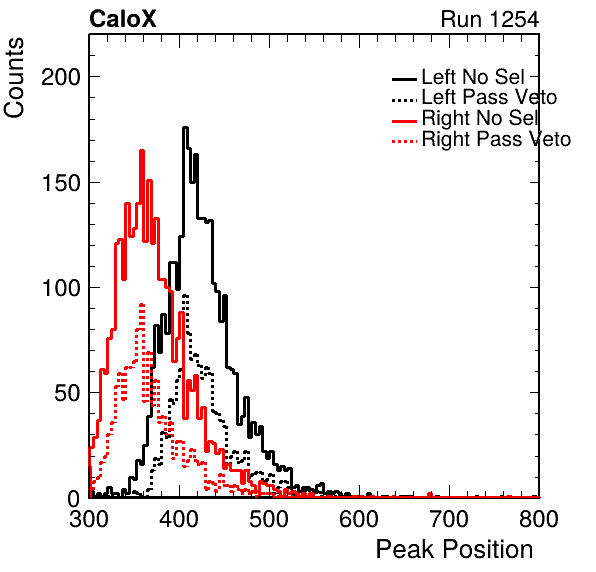 CaloX Run 1254
Counts
200
150
100
50
0
Left No Sel
Left Pass Veto
Right No Sel
Right Pass Veto
300 400 500 600 700 800
Peak Position